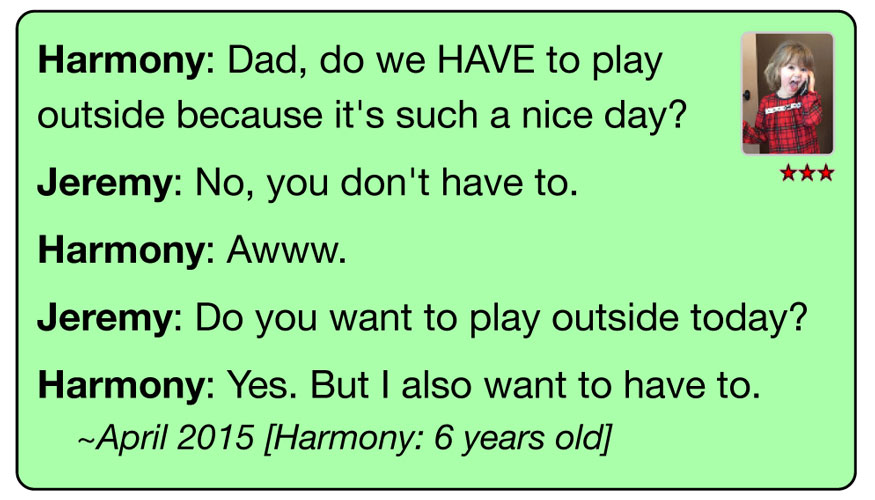 Harmony: Dad, do we HAVE to play
outside because it's such a nice day?
Jeremy: No, you don't have to.
Harmony: Awww.
Jeremy: Do you want to play outside today?
Harmony: Yes. But I also want to have to.
~April 2015 [Harmony: 6 years old]